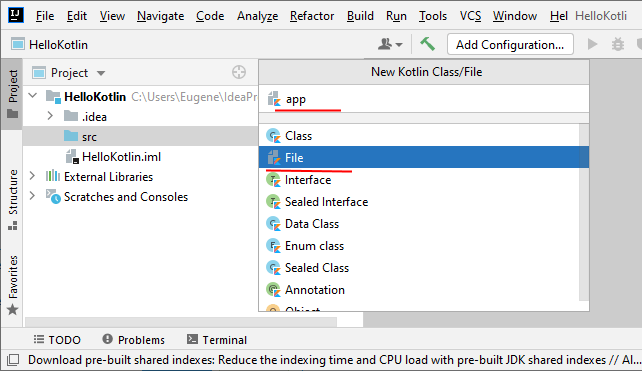 IJ File Edit View Navigate Code Analyze Refactor Build Run Tools VCS Window Hel HelloKotli
HelloKotlin Add Configuration...
Project
Structure
Favorites
Project
HelloKotlin C:\Users\Eugene\IdeaPr
.idea
src
HelloKotlin.iml
External Libraries
Scratches and Consoles
New Kotlin Class/File
app
Class
File
Interface
Sealed Interface
Data Class
Enum class
Sealed Class
Annotation
Object
TODO Problems Terminal
Download pre-built shared indexes: Reduce the indexing time and CPU load with pre-built JDK shared indexes // Al...